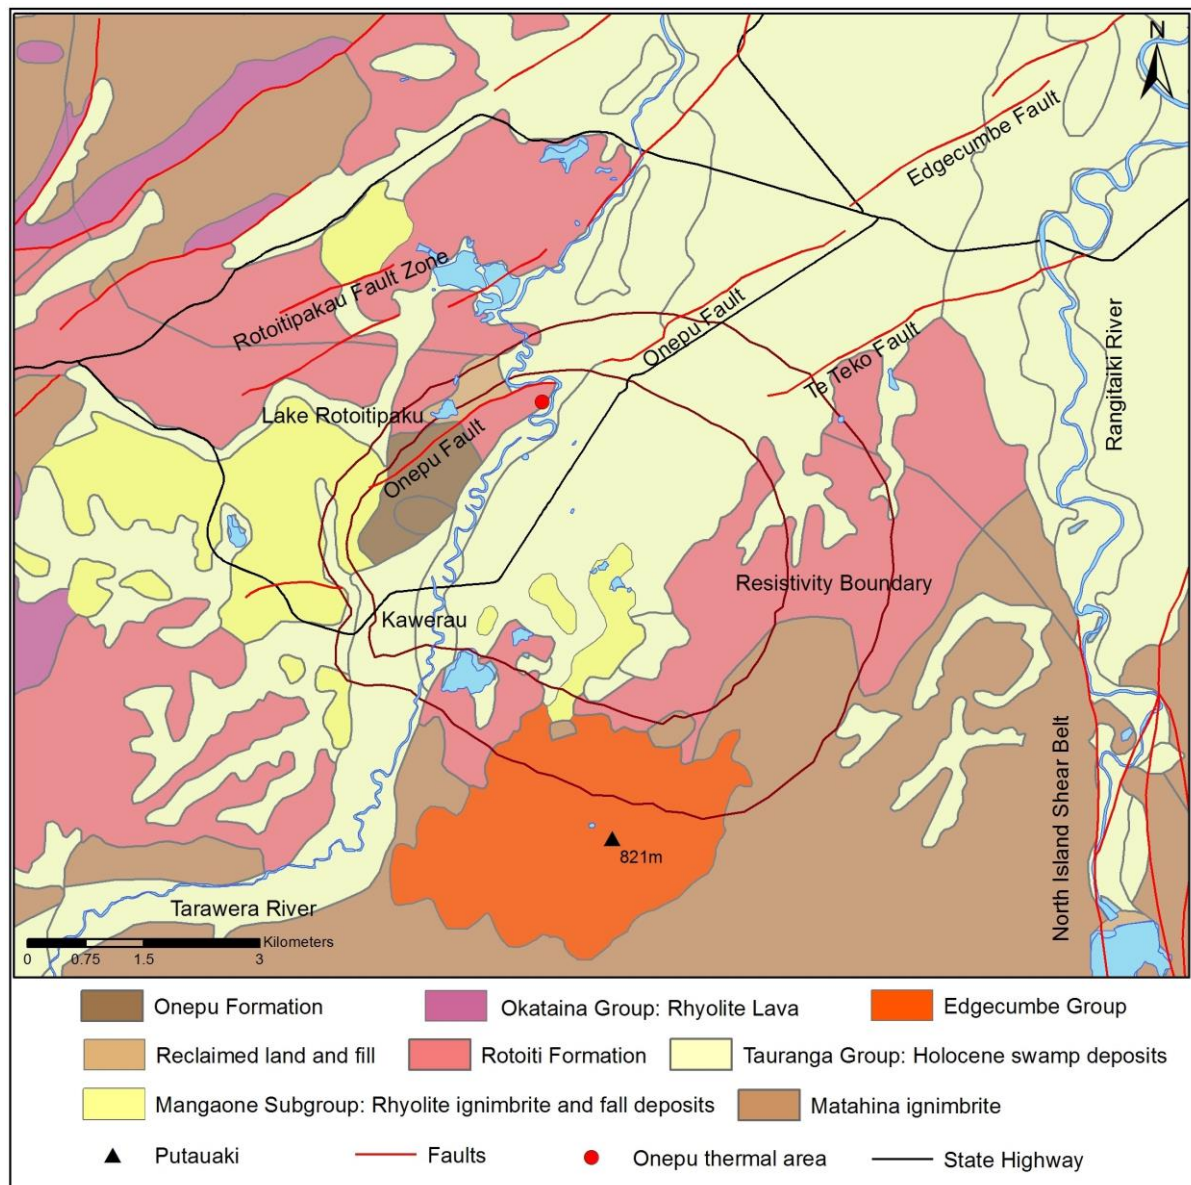 N
Edgecumbe Fault
Rotoitipakau Fault Zone
Onepu Fault
Te Teko Fault
Rangitaiki River
Lake Rotoitipaku
Onepu Fault
Resistivity Boundary
Kawerau
North Island Shear Belt
821m
Tarawera River
Kilometers
0 0.75 1.5 3
Onepu Formation
Okataina Group: Rhyolite Lava
Edgecumbe Group
Reclaimed land and fill
Rotoiti Formation
Tauranga Group: Holocene swamp deposits
Mangaone Subgroup: Rhyolite ignimbrite and fall deposits
Matahina ignimbrite
Putauaki
Faults
Onepu thermal area
State Highway